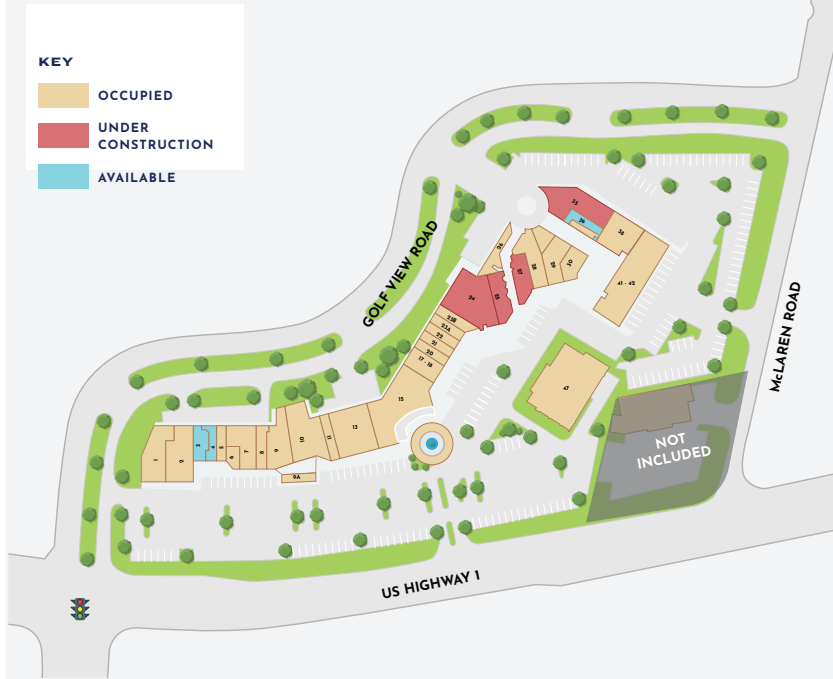 KEY
OCCUPIED
UNDER
CONSTRUCTION
AVAILABLE
GOLF VIEW ROAD
McLAREN ROAD
35
36
38
26
27
28
29
30
41 - 42
24
25
23B
23A
22
21
20
17 - 18
15
47
NOT
INCLUDED
1
2
3
4
5
6
7
8
9
10
11
13
9A
US HIGHWAY 1